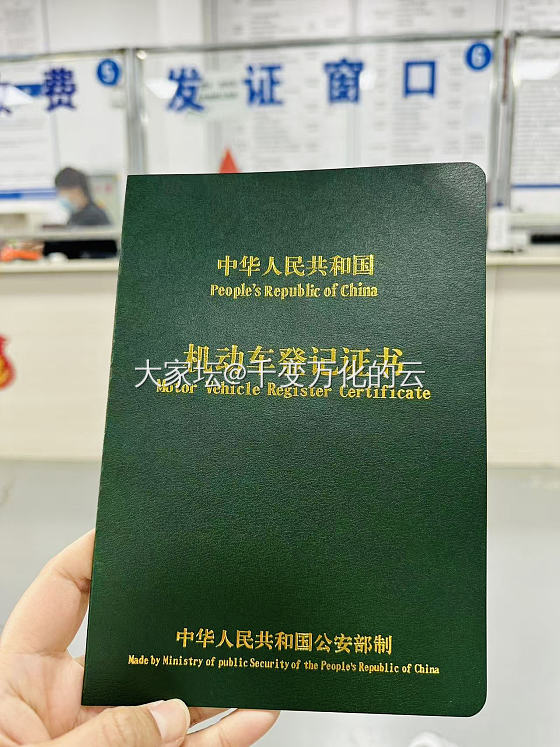 费
5
发证窗口
6
中华人民共和国
People's Republic of China
机动车登记证书
大家坛@千变万化的云
Motor Vehicle Register Certificate
中华人民共和国公安部制
Made by Ministry of public Security of the People's Republic of China